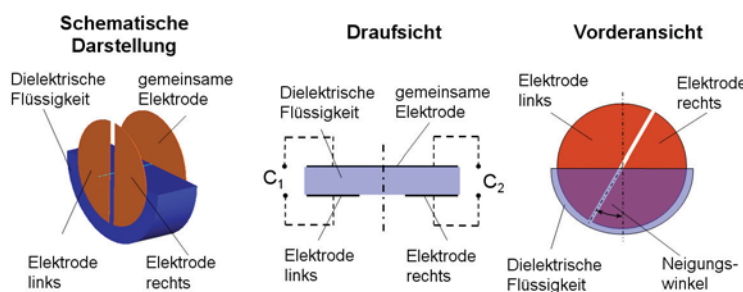 Schematische
Darstellung
Dielektrische
Flüssigkeit
gemeinsame
Elektrode
Elektrode
links
Elektrode
rechts
Draufsicht
Dielektrische
Flüssigkeit
gemeinsame
Elektrode
C1
C2
Elektrode
links
Elektrode
rechts
Vorderansicht
Elektrode
links
Elektrode
rechts
Dielektrische
Flüssigkeit
Neigungs-
winkel